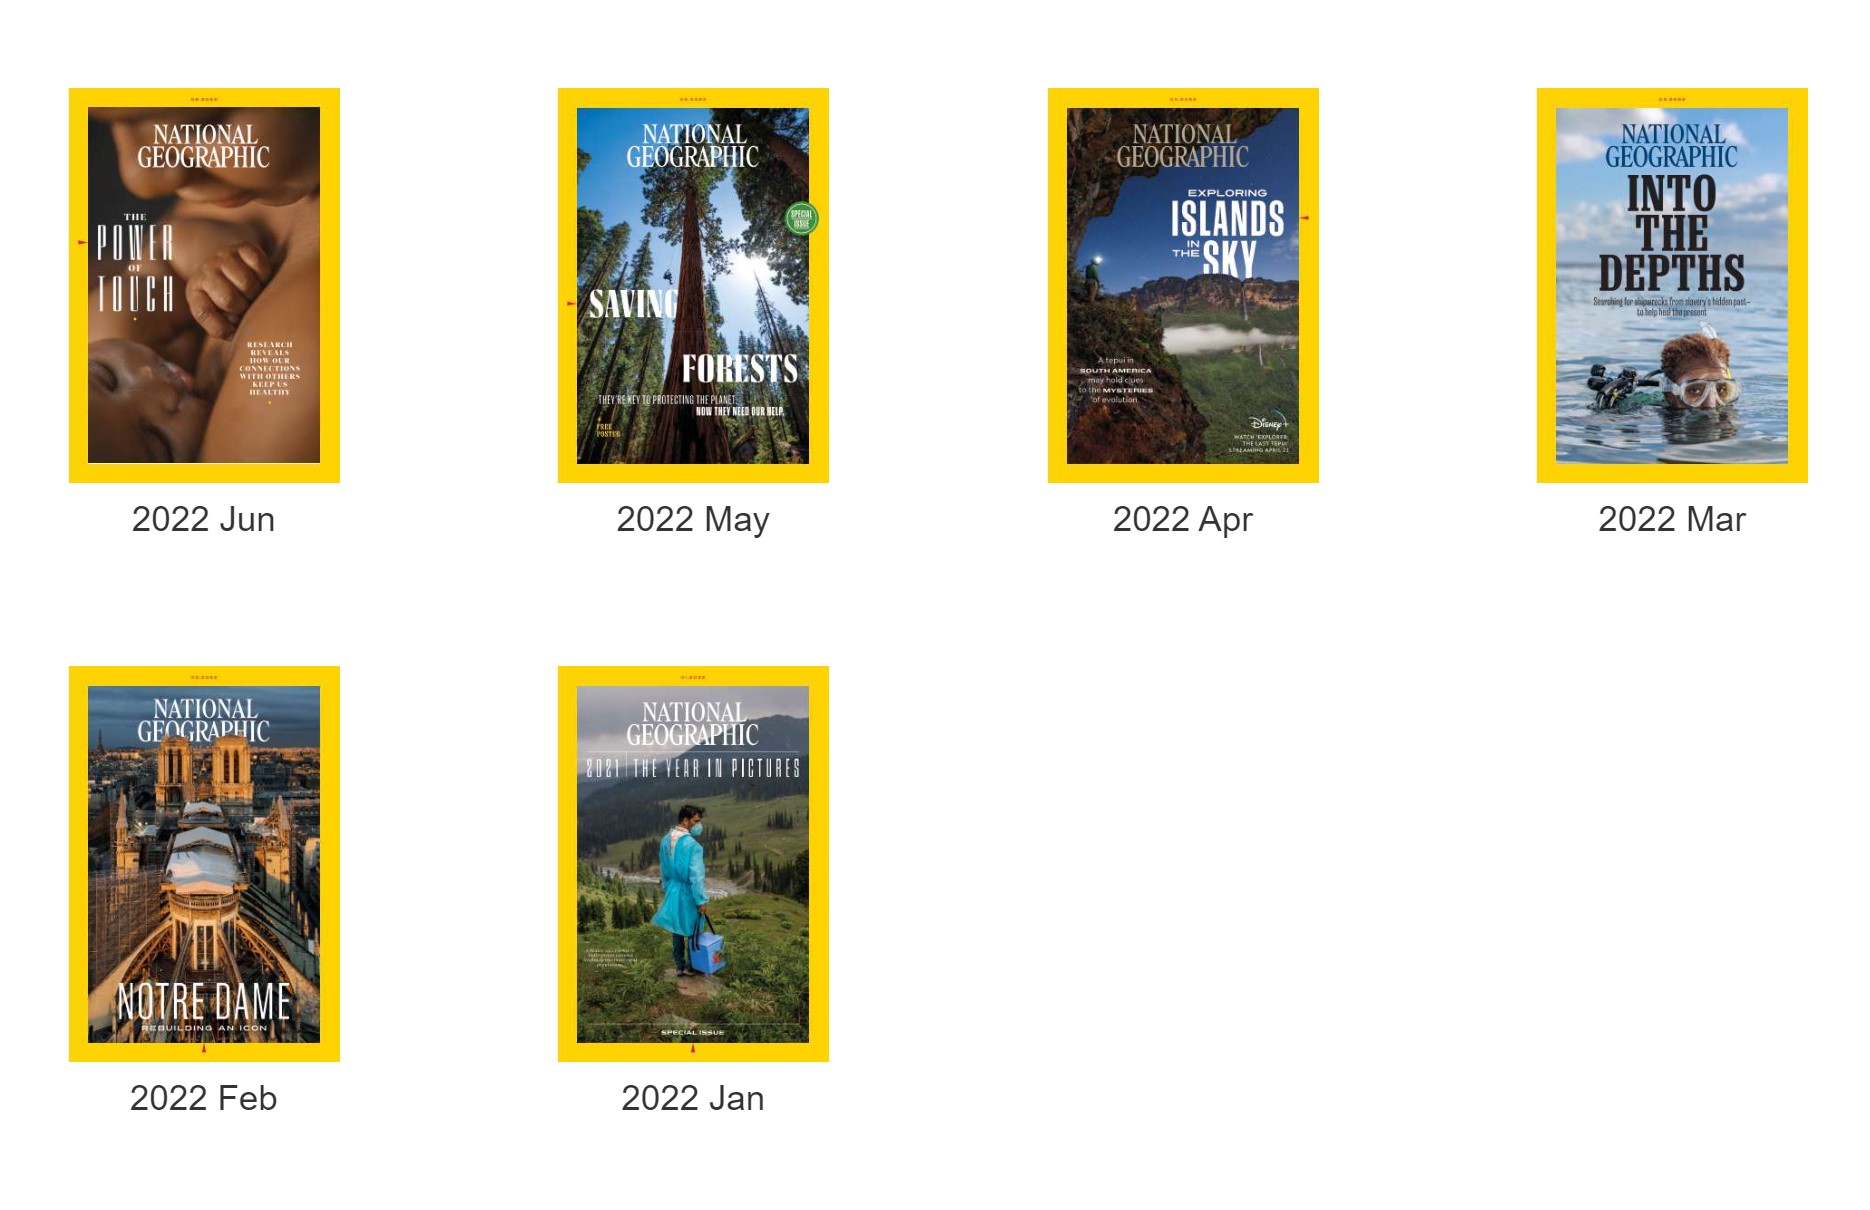 NATIONAL
GEOGRAPHIC
THE
POWER
OF
TOUCH
RESEARCH
REVEALS
HOW OUR
CONNECTIONS
WITH OTHERS
KEEP US
HEALTHY
2022 Jun
NATIONAL
GEOGRAPHIC
SPECIAL
ISSUE
SAVING
FORESTS
THEY'RE KEY TO PROTECTING THE PLANET.
NOW THEY NEED OUR HELP.
FREE
POSTER
2022 May
NATIONAL
GEOGRAPHIC
EXPLORING
ISLANDS
IN
THE SKY
A tepui in
SOUTH AMERICA
may hold clues
to the MYSTERIES
of evolution.
Disney+
WATCH 'EXPLORER:
THE LAST TEPUI'
STREAMING APRIL 22
2022 Apr
NATIONAL
GEOGRAPHIC
INTO
THE
DEPTHS
Searching for shipwrecks from slavery's hidden past—
to help heal the present
2022 Mar
NATIONAL
GEOGRAPHIC
NOTRE DAME
REBUILDING AN ICON
2022 Feb
01.2022
NATIONAL
GEOGRAPHIC
2021 THE YEAR IN PICTURES
SPECIAL ISSUE
2022 Jan